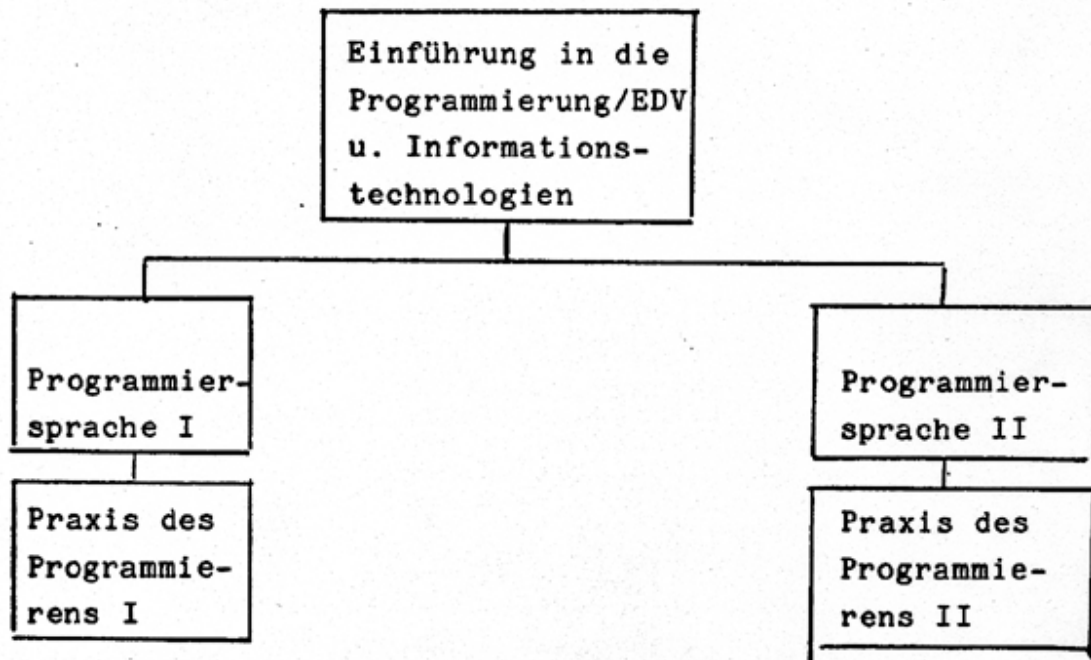 Einführung in die
Programmierung/EDV
u. Informations-
technologien
Programmier-
sprache I
Programmier-
sprache II
Praxis des
Programmie-
rens I
Praxis des
Programmie-
rens II